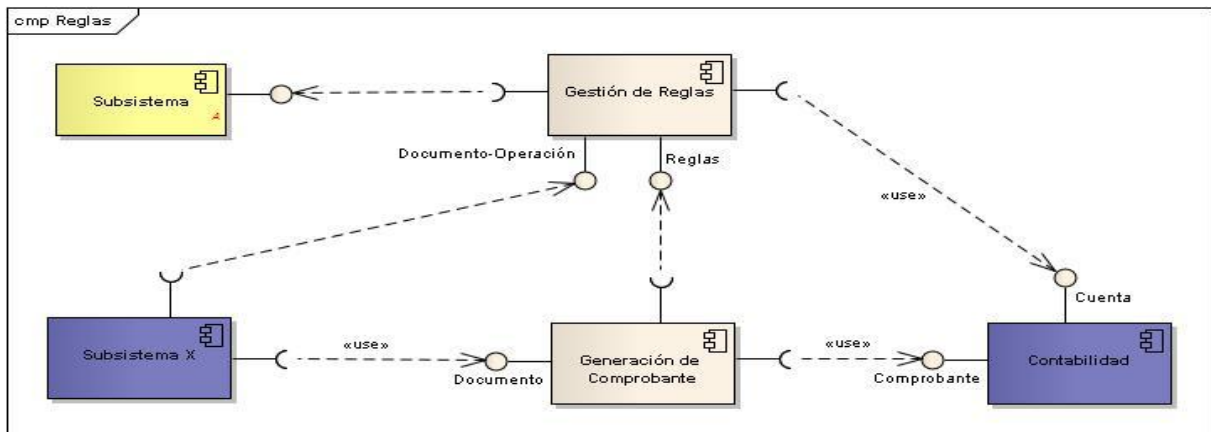 cmp Reglas
Subsistema
Gestión de Reglas
Documento-Operación
Reglas
«use»
Cuenta
Subsistema X
«use»
Documento
Generación de
Comprobante
«use»
Comprobante
Contabilidad